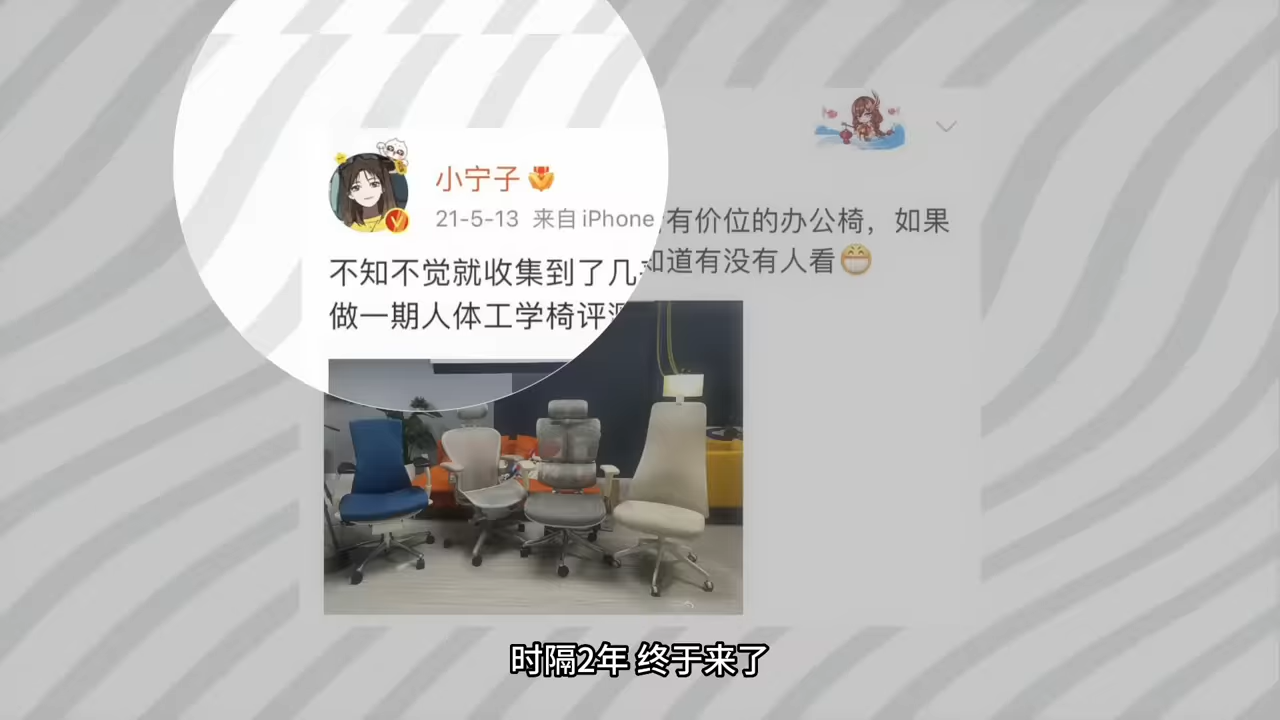 小宁子
21-5-13 来自iPhone
不知不觉就收集到了几
有价位的办公椅，如果
做一期人体工学椅评测
知道有没有人看
时隔2年 终于来了